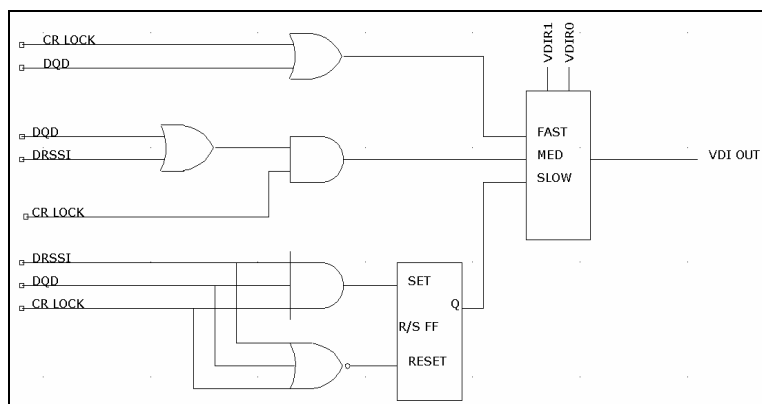 CR LOCK
DQD
VDIR1
VDIR0
DQD
DRSSI
CR LOCK
FAST
MED
SLOW
VDI OUT
DRSSI
DQD
CR LOCK
SET
Q
R/S FF
RESET